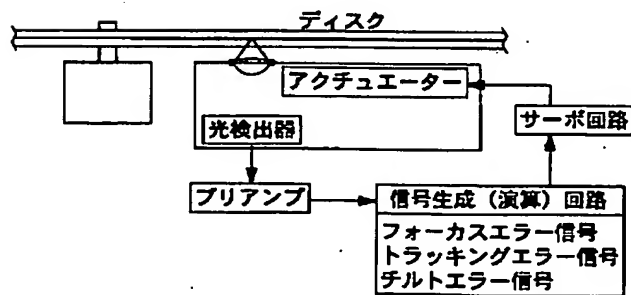 ディスク
アクチュエーター
光検出器
サーボ回路
プリアンプ
信号生成（演算）回路
フォーカスエラー信号
トラッキングエラー信号
チルトエラー信号